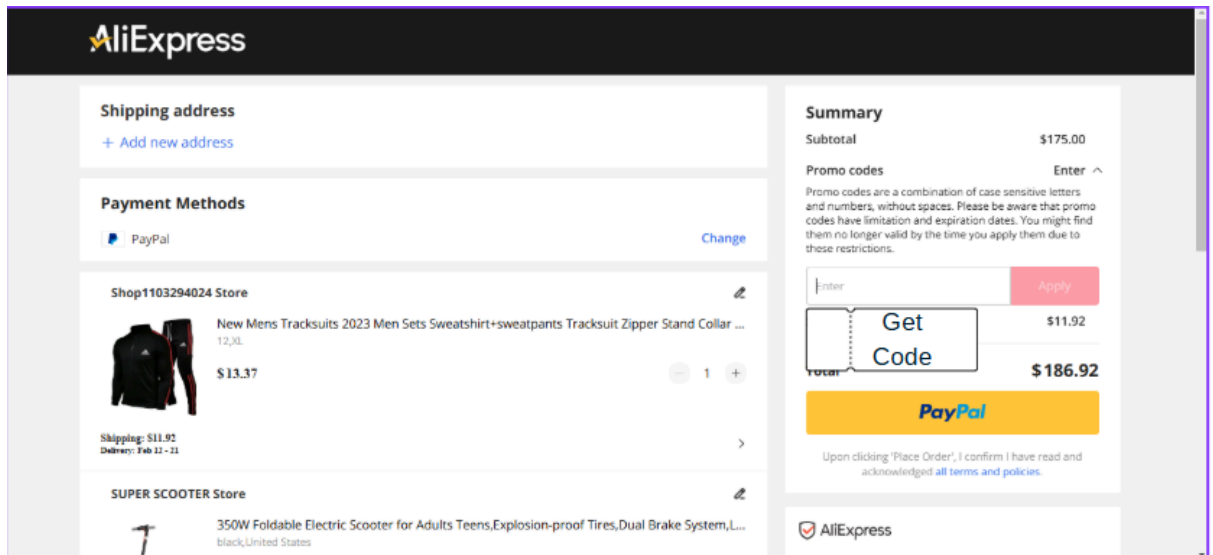 AliExpress
Shipping address
+ Add new address
Payment Methods
PayPal
Change
Shop1103294024 Store
New Mens Tracksuits 2023 Men Sets Sweatshirt+sweatpants Tracksuit Zipper Stand Collar ...
12,XL
$13.37
1
Shipping: $11.92
Delivery: Feb 12 - 21
SUPER SCOOTER Store
350W Foldable Electric Scooter for Adults Teens,Explosion-proof Tires,Dual Brake System,L...
black,United States
Summary
Subtotal $175.00
Promo codes Enter
Promo codes are a combination of case sensitive letters
and numbers, without spaces. Please be aware that promo
codes have limitation and expiration dates. You might find
them no longer valid by the time you apply them due to
these restrictions.
Enter Apply
Get
Code
$11.92
Total $186.92
PayPal
Upon clicking 'Place Order', I confirm I have read and
acknowledged all terms and policies.
AliExpress